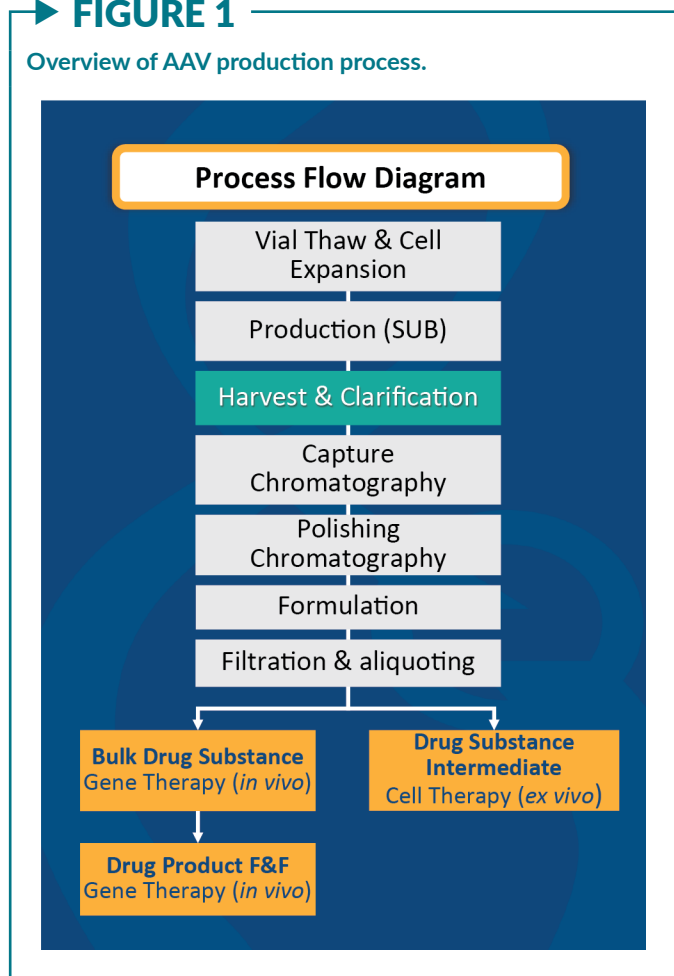 FIGURE 1
Overview of AAV production process.
Process Flow Diagram
Vial Thaw & Cell
Expansion
Production (SUB)
Harvest & Clarification
Capture
Chromatography
Polishing
Chromatography
Formulation
Filtration & aliquoting
Bulk Drug Substance
Gene Therapy (in vivo)
Drug Substance
Intermediate
Cell Therapy (ex vivo)
Drug Product F&F
Gene Therapy (in vivo)